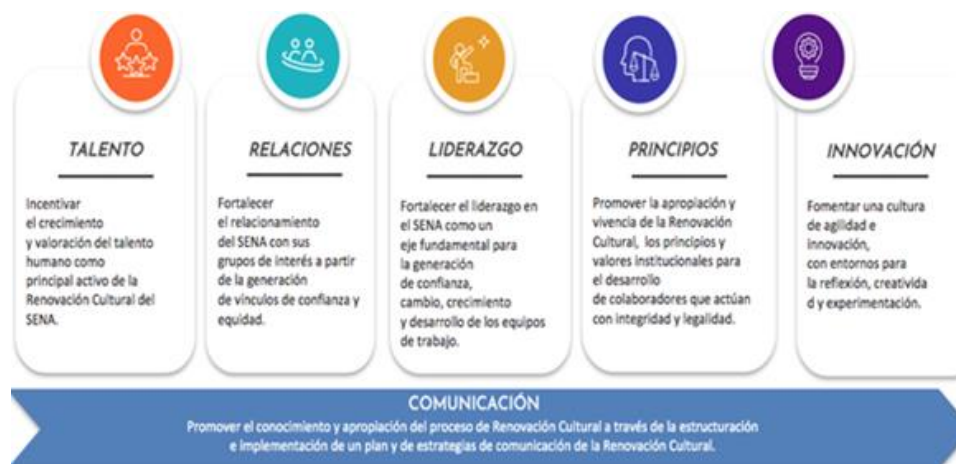 TALENTO
Incentivar
el crecimiento
y valoración del talento
humano como
principal activo de la
Renovación Cultural del
SENA.
RELACIONES
Fortalecer
el relacionamiento
del SENA con sus
grupos de interés a partir
de la generación
de vínculos de confianza y
equidad.
LIDERAZGO
Fortalecer el liderazgo en
el SENA como un
eje fundamental para
la generación
de confianza,
cambio, crecimiento
y desarrollo de los equipos
de trabajo.
PRINCIPIOS
Promover la apropiación y
vivencia de la Renovación
Cultural, los principios y
valores institucionales para
el desarrollo
de colaboradores que actúan
con integridad y legalidad.
INNOVACIÓN
Fomentar una cultura
de agilidad e
innovación,
con entornos para
la reflexión, creativida
d y experimentación.
COMUNICACIÓN
Promover el conocimiento y apropiación del proceso de Renovación Cultural a través de la estructuración
e implementación de un plan y de estrategias de comunicación de la Renovación Cultural.